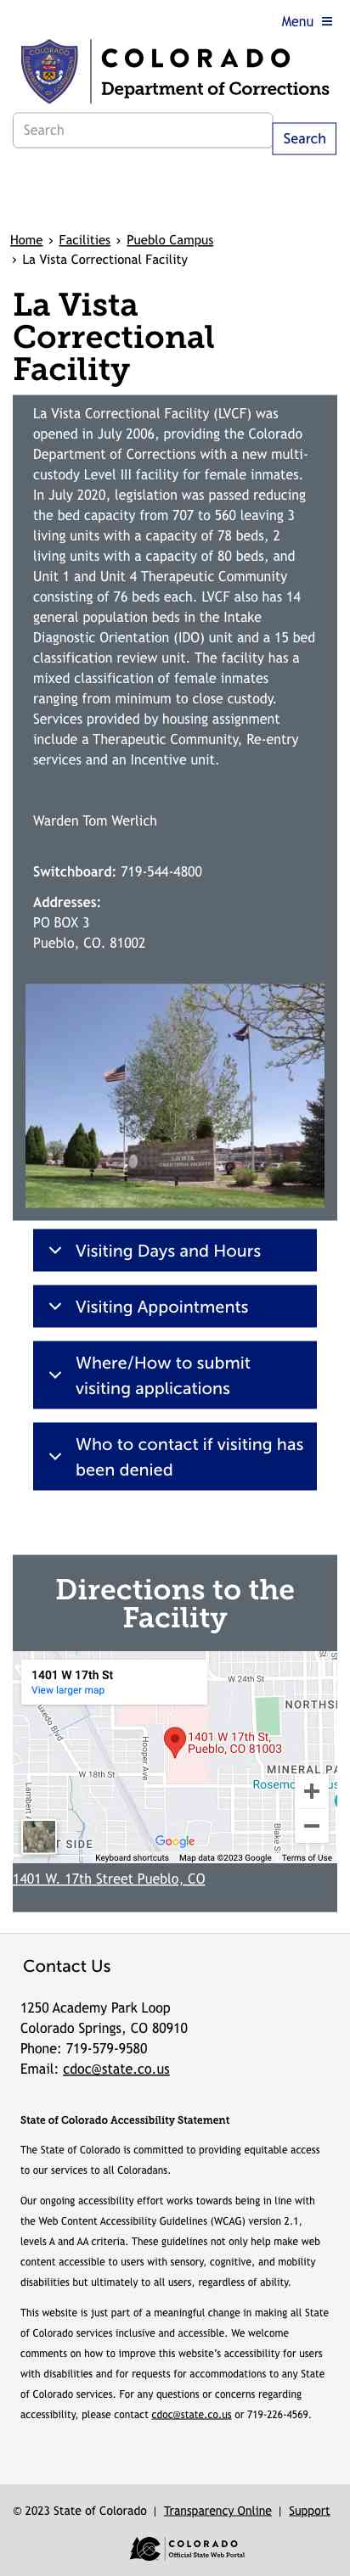 Menu
COLORADO
Department of Corrections
Search
Search
Home › Facilities › Pueblo Campus
› La Vista Correctional Facility
La Vista
Correctional
Facility
La Vista Correctional Facility (LVCF) was
opened in July 2006, providing the Colorado
Department of Corrections with a new multi-
custody Level III facility for female inmates.
In July 2020, legislation was passed reducing
the bed capacity from 707 to 560 leaving 3
living units with a capacity of 78 beds, 2
living units with a capacity of 80 beds, and
Unit 1 and Unit 4 Therapeutic Community
consisting of 76 beds each. LVCF also has 14
general population beds in the Intake
Diagnostic Orientation (IDO) unit and a 15 bed
classification review unit. The facility has a
mixed classification of female inmates
ranging from minimum to close custody.
Services provided by housing assignment
include a Therapeutic Community, Re-entry
services and an Incentive unit.
Warden Tom Werlich
Switchboard: 719-544-4800
Addresses:
PO BOX 3
Pueblo, CO. 81002
Visiting Days and Hours
Visiting Appointments
Where/How to submit
visiting applications
Who to contact if visiting has
been denied
Directions to the
Facility
1401 W 17th St
View larger map
W 24th St
NORTHSI
Hooper Ave
1401 W 17th St,
Pueblo, CO 81003
W 18th St
MINERAL PA
Rosemo
us
Blake S
T SIDE
Google
Keyboard shortcuts Map data ©2023 Google Terms of Use
1401 W. 17th Street Pueblo, CO
Contact Us
1250 Academy Park Loop
Colorado Springs, CO 80910
Phone: 719-579-9580
Email: cdoc@state.co.us
State of Colorado Accessibility Statement
The State of Colorado is committed to providing equitable access
to our services to all Coloradans.
Our ongoing accessibility effort works towards being in line with
the Web Content Accessibility Guidelines (WCAG) version 2.1,
levels A and AA criteria. These guidelines not only help make web
content accessible to users with sensory, cognitive, and mobility
disabilities but ultimately to all users, regardless of ability.
This website is just part of a meaningful change in making all State
of Colorado services inclusive and accessible. We welcome
comments on how to improve this website's accessibility for users
with disabilities and for requests for accommodations to any State
of Colorado services. For any questions or concerns regarding
accessibility, please contact cdoc@state.co.us or 719-226-4569.
© 2023 State of Colorado | Transparency Online | Support
COLORADO
Official State Web Portal